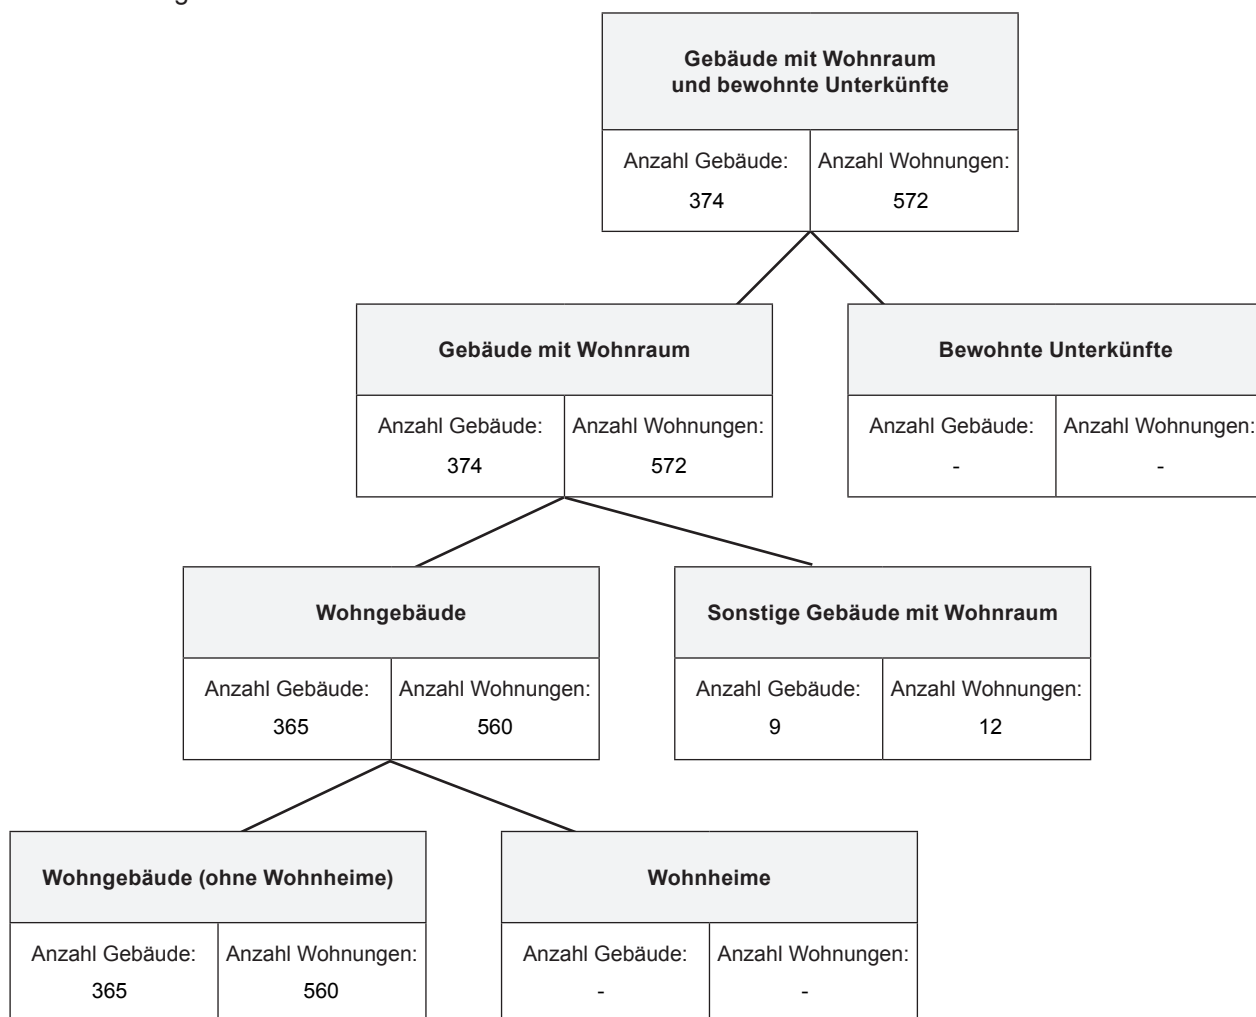 Gebäude mit Wohnraum
und bewohnte Unterkünfte
Anzahl Gebäude: Anzahl Wohnungen:
374 572
Gebäude mit Wohnraum
Anzahl Gebäude: Anzahl Wohnungen:
374 572
Bewohnte Unterkünfte
Anzahl Gebäude: Anzahl Wohnungen:
- -
Wohngebäude
Anzahl Gebäude: Anzahl Wohnungen:
365 560
Sonstige Gebäude mit Wohnraum
Anzahl Gebäude: Anzahl Wohnungen:
9 12
Wohngebäude (ohne Wohnheime)
Anzahl Gebäude: Anzahl Wohnungen:
365 560
Wohnheime
Anzahl Gebäude: Anzahl Wohnungen:
- -